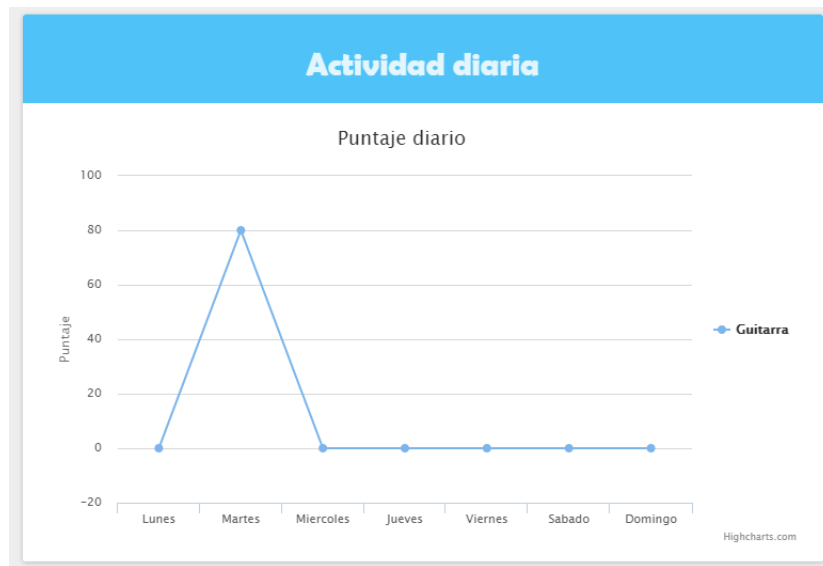 Actividad diaria
Puntaje diario
100
80
60
40
20
0
-20
Puntaje
Lunes Martes Miercoles Jueves Viernes Sabado Domingo
Guitarra
Highcharts.com